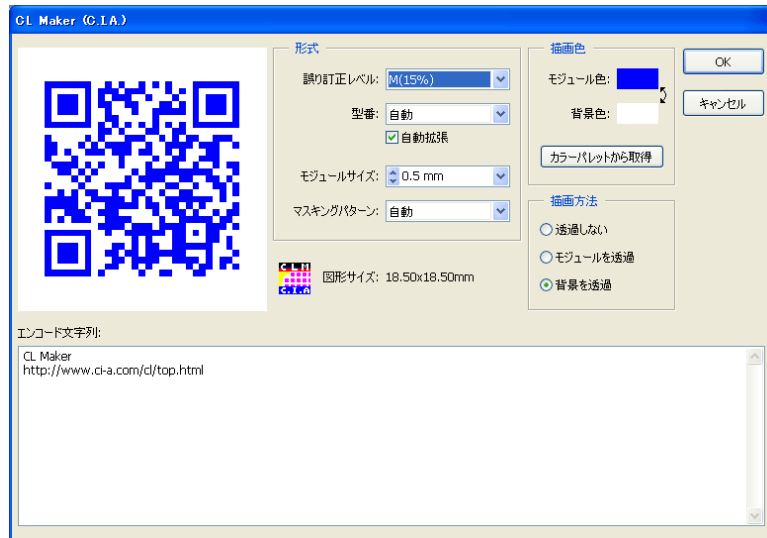 CL Maker (C.I.A.)
形式
誤り訂正レベル: M(15%)
型番: 自動
自動拡張
モジュールサイズ: 0.5 mm
マスキングパターン: 自動
CLM
C.I.A
図形サイズ: 18.50x18.50mm
描画色
モジュール色:
背景色:
カラーパレットから取得
描画方法
透過しない
モジュールを透過
背景を透過
OK
キャンセル
エンコード文字列:
CL Maker
http://www.ci-a.com/cl/top.html